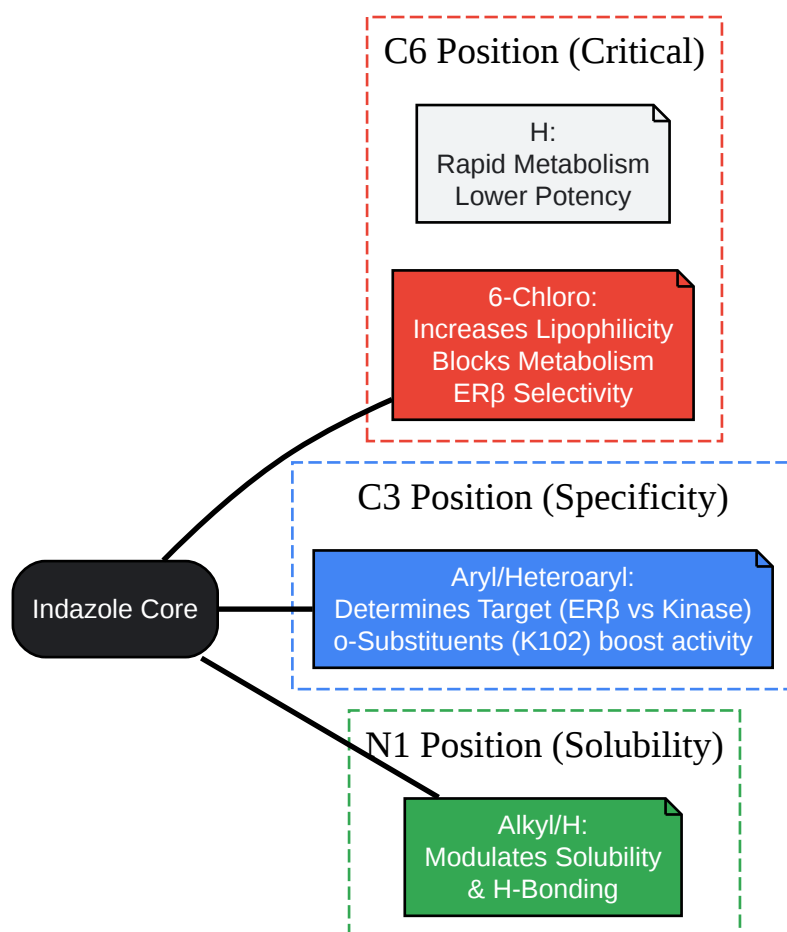 C6 Position (Critical)
H:
Rapid Metabolism
Lower Potency
6-Chloro:
Increases Lipophilicity
Blocks Metabolism
ERβ Selectivity
C3 Position (Specificity)
Aryl/Heteroaryl:
Determines Target (ERβ vs Kinase)
o-Substituents (K102) boost activity
Indazole Core
N1 Position (Solubility)
Alkyl/H:
Modulates Solubility
& H-Bonding